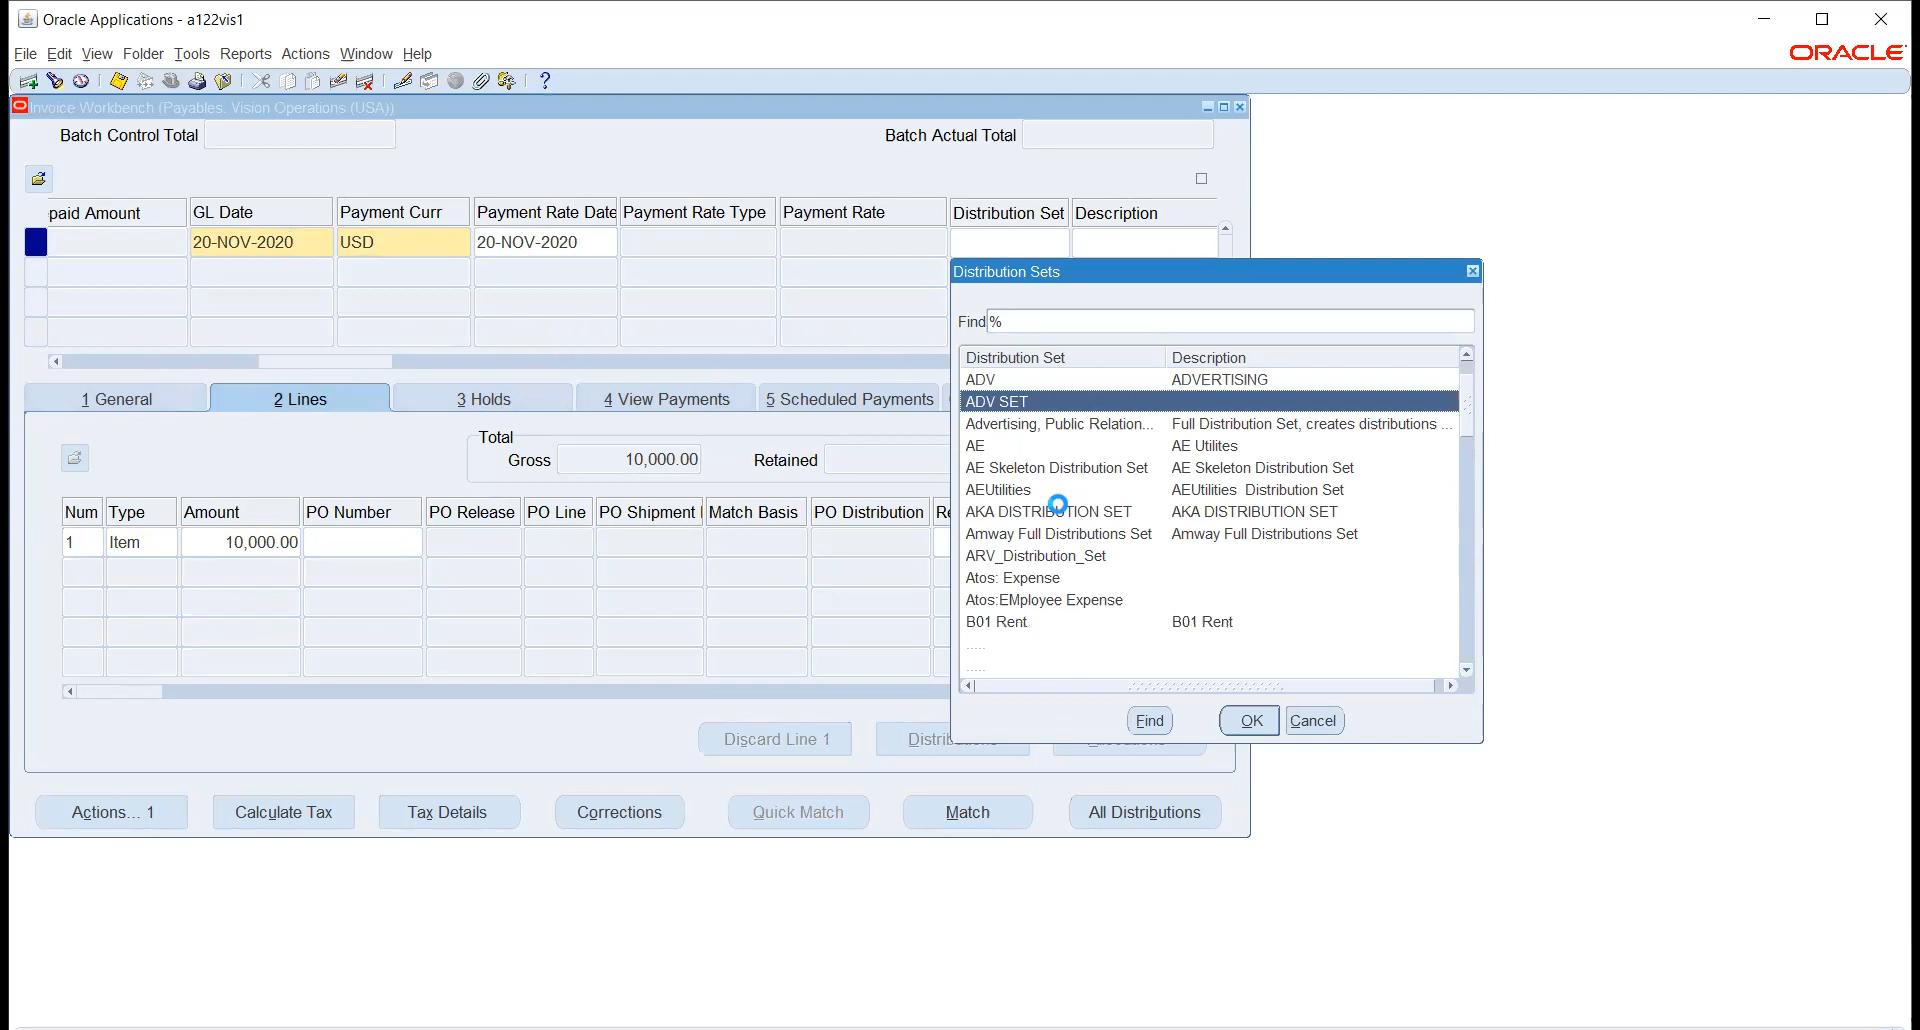 Oracle Applications - a122vis1
File Edit View Folder Tools Reports Actions Window Help
ORACLE
Invoice Workbench (Payables. Vision Operations (USA))
Batch Control Total
Batch Actual Total
paid Amount GL Date Payment Curr Payment Rate Date Payment Rate Type Payment Rate Distribution Set Description
20-NOV-2020 USD 20-NOV-2020
Distribution Sets
Find %
Distribution Set Description
ADV ADVERTISING
ADV SET
Advertising, Public Relation... Full Distribution Set, creates distributions ...
AE AE Utilites
AE Skeleton Distribution Set AE Skeleton Distribution Set
AEUtilities AEUtilities Distribution Set
AKA DISTRIBUTION SET AKA DISTRIBUTION SET
Amway Full Distributions Set Amway Full Distributions Set
ARV_Distribution_Set
Atos: Expense
Atos:EMployee Expense
B01 Rent B01 Rent
.....
.....
Find OK Cancel
1 General 2 Lines 3 Holds 4 View Payments 5 Scheduled Payments
Total
Gross 10,000.00 Retained
Num Type Amount PO Number PO Release PO Line PO Shipment Match Basis PO Distribution Re
1 Item 10,000.00
Discard Line 1
Actions... 1 Calculate Tax Tax Details Corrections Quick Match Match All Distributions